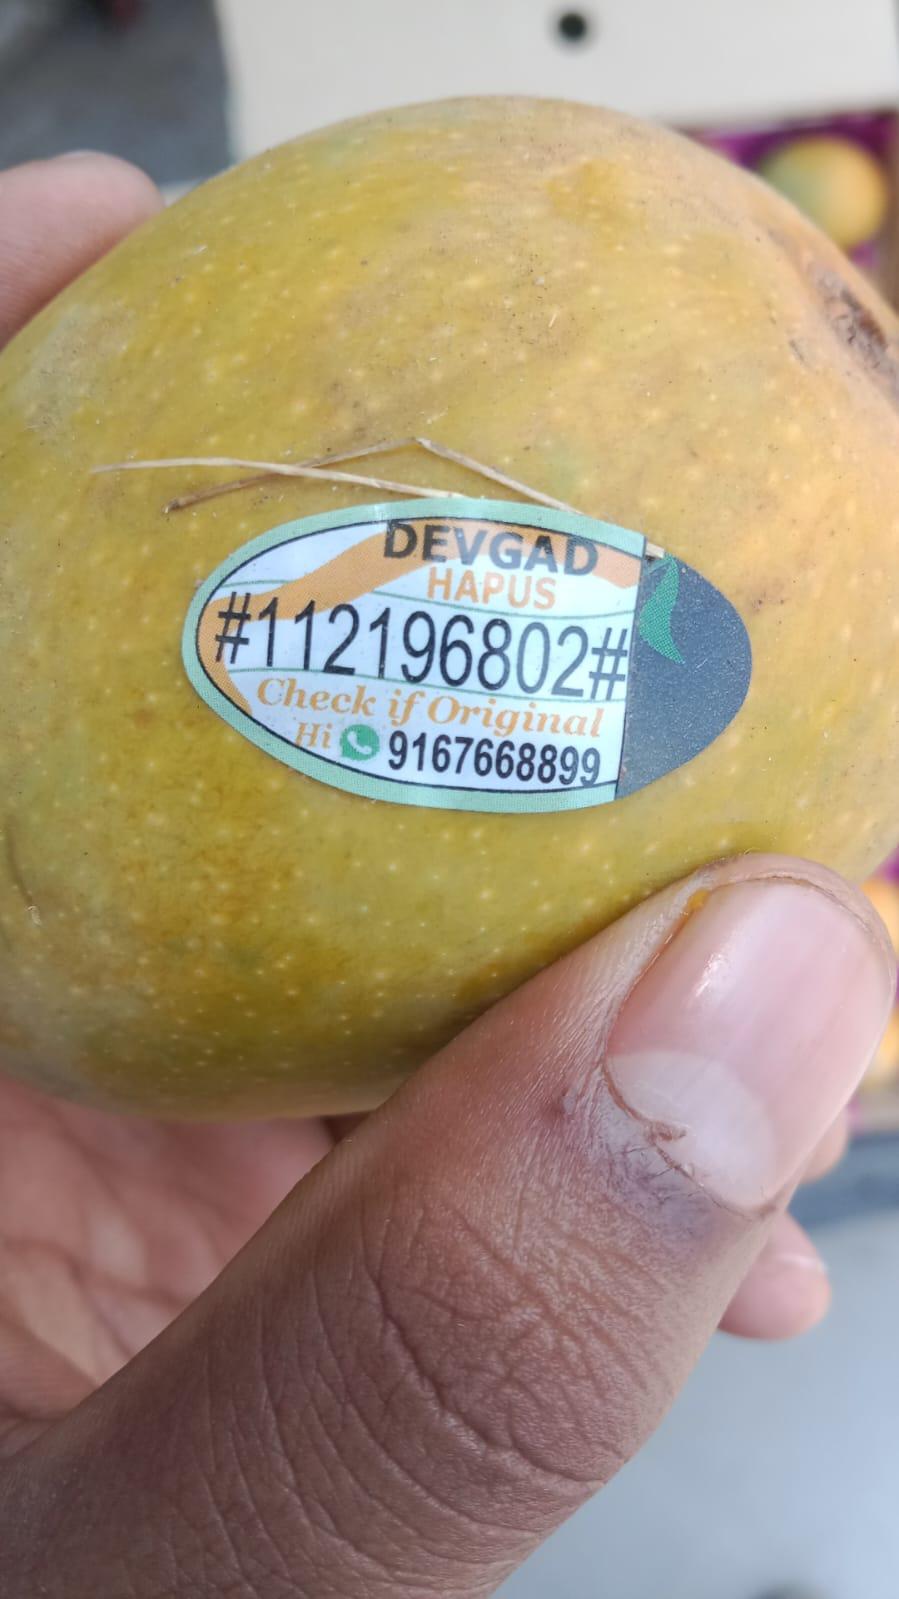 DEVGAD
HAPUS
#112196802#
Check if Original
Hi 9167668899